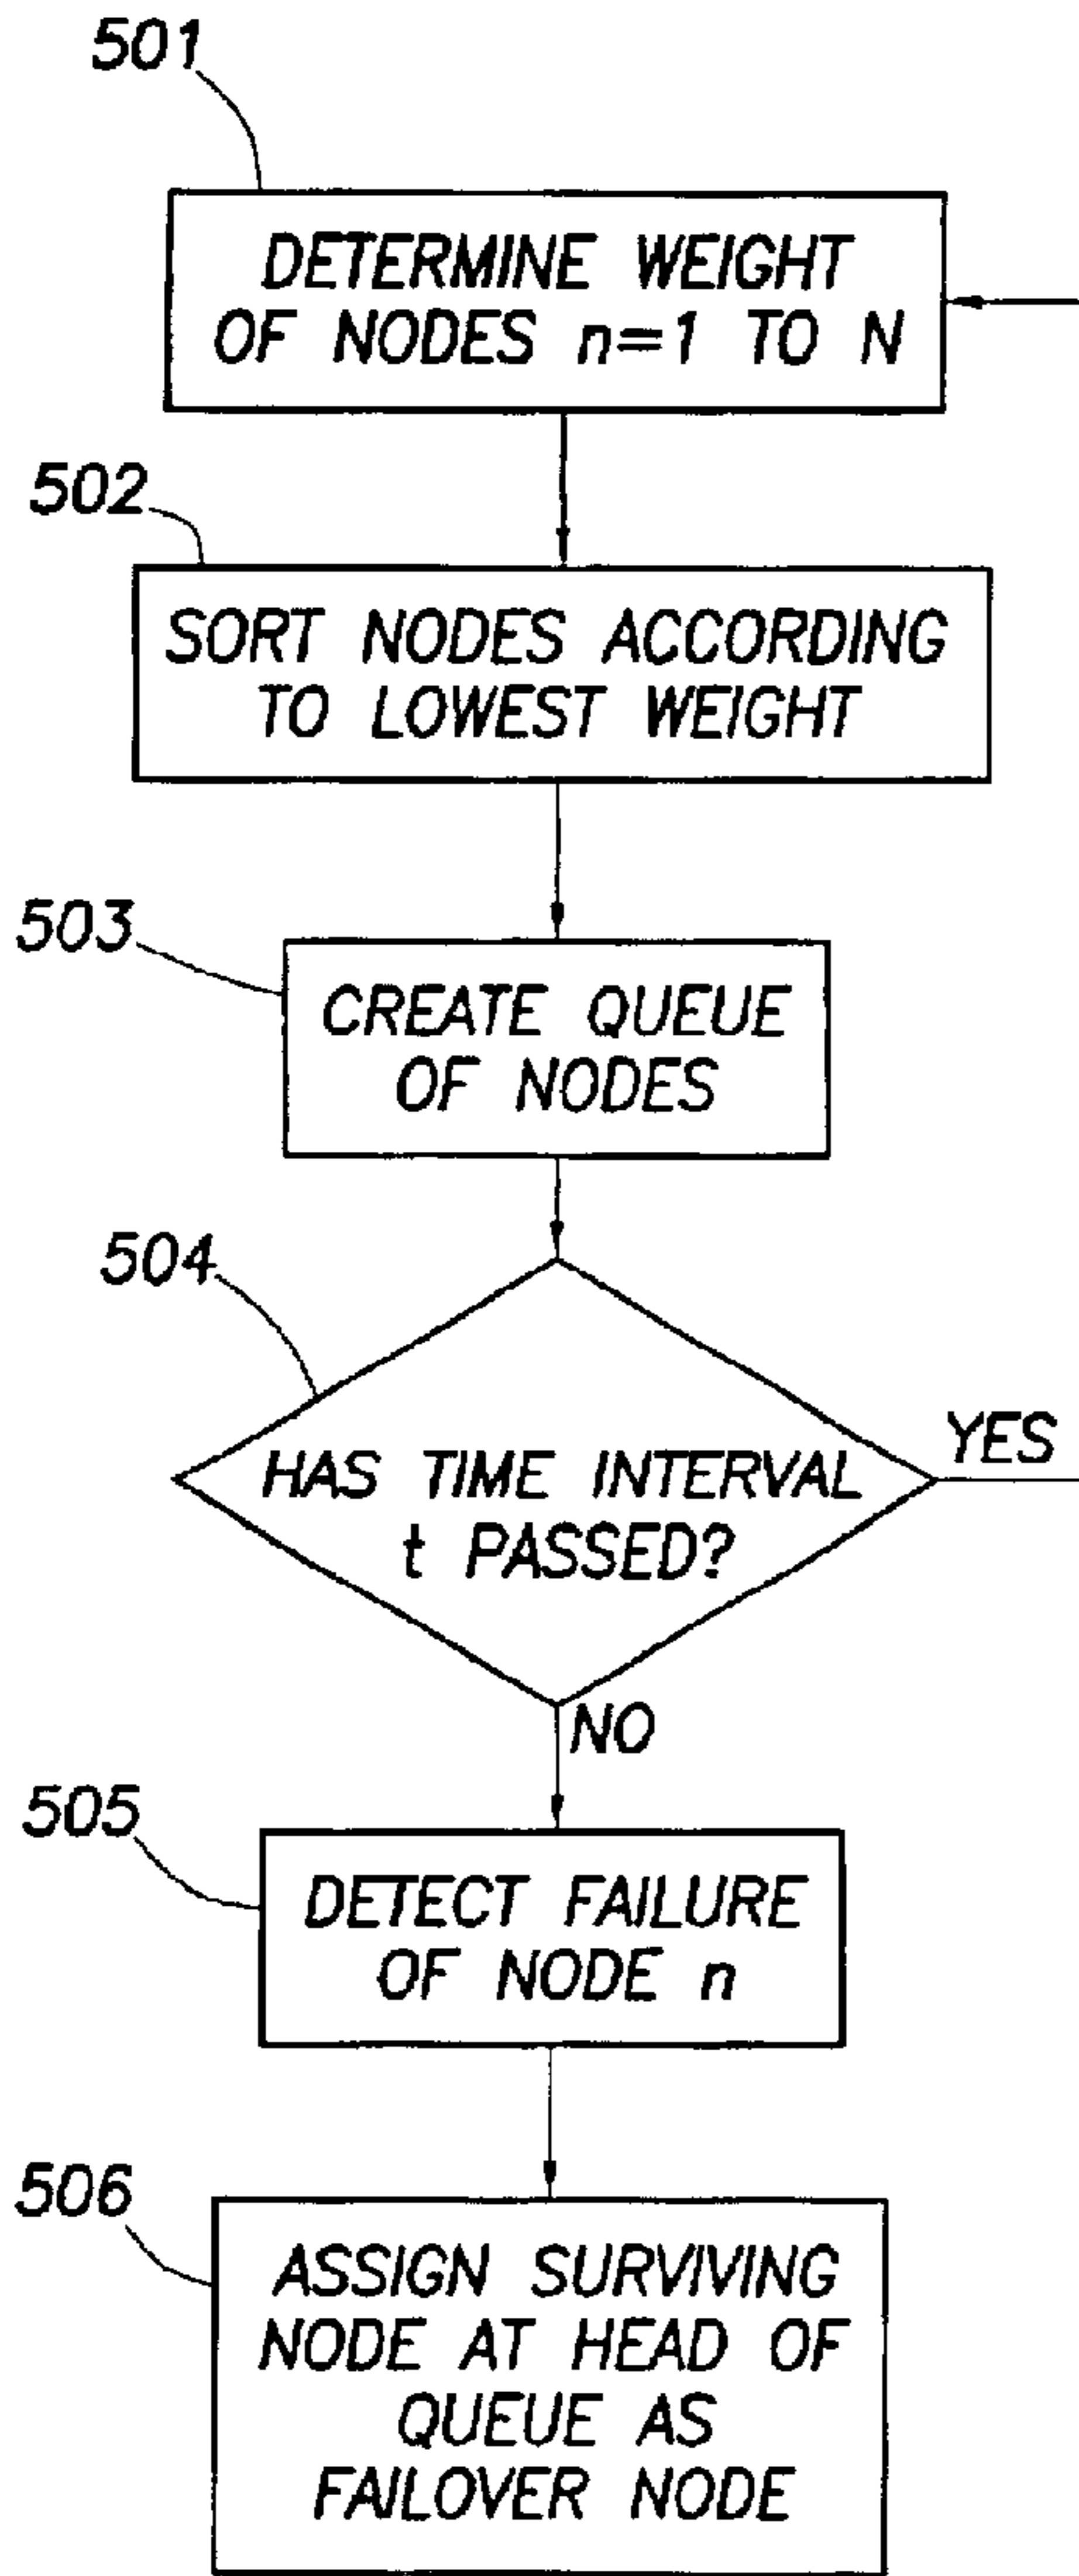 501
DETERMINE WEIGHT
OF NODES n=1 TO N
502
SORT NODES ACCORDING
TO LOWEST WEIGHT
503
CREATE QUEUE
OF NODES
504
HAS TIME INTERVAL
t PASSED?
YES
NO
505
DETECT FAILURE
OF NODE n
506
ASSIGN SURVIVING
NODE AT HEAD OF
QUEUE AS
FAILOVER NODE